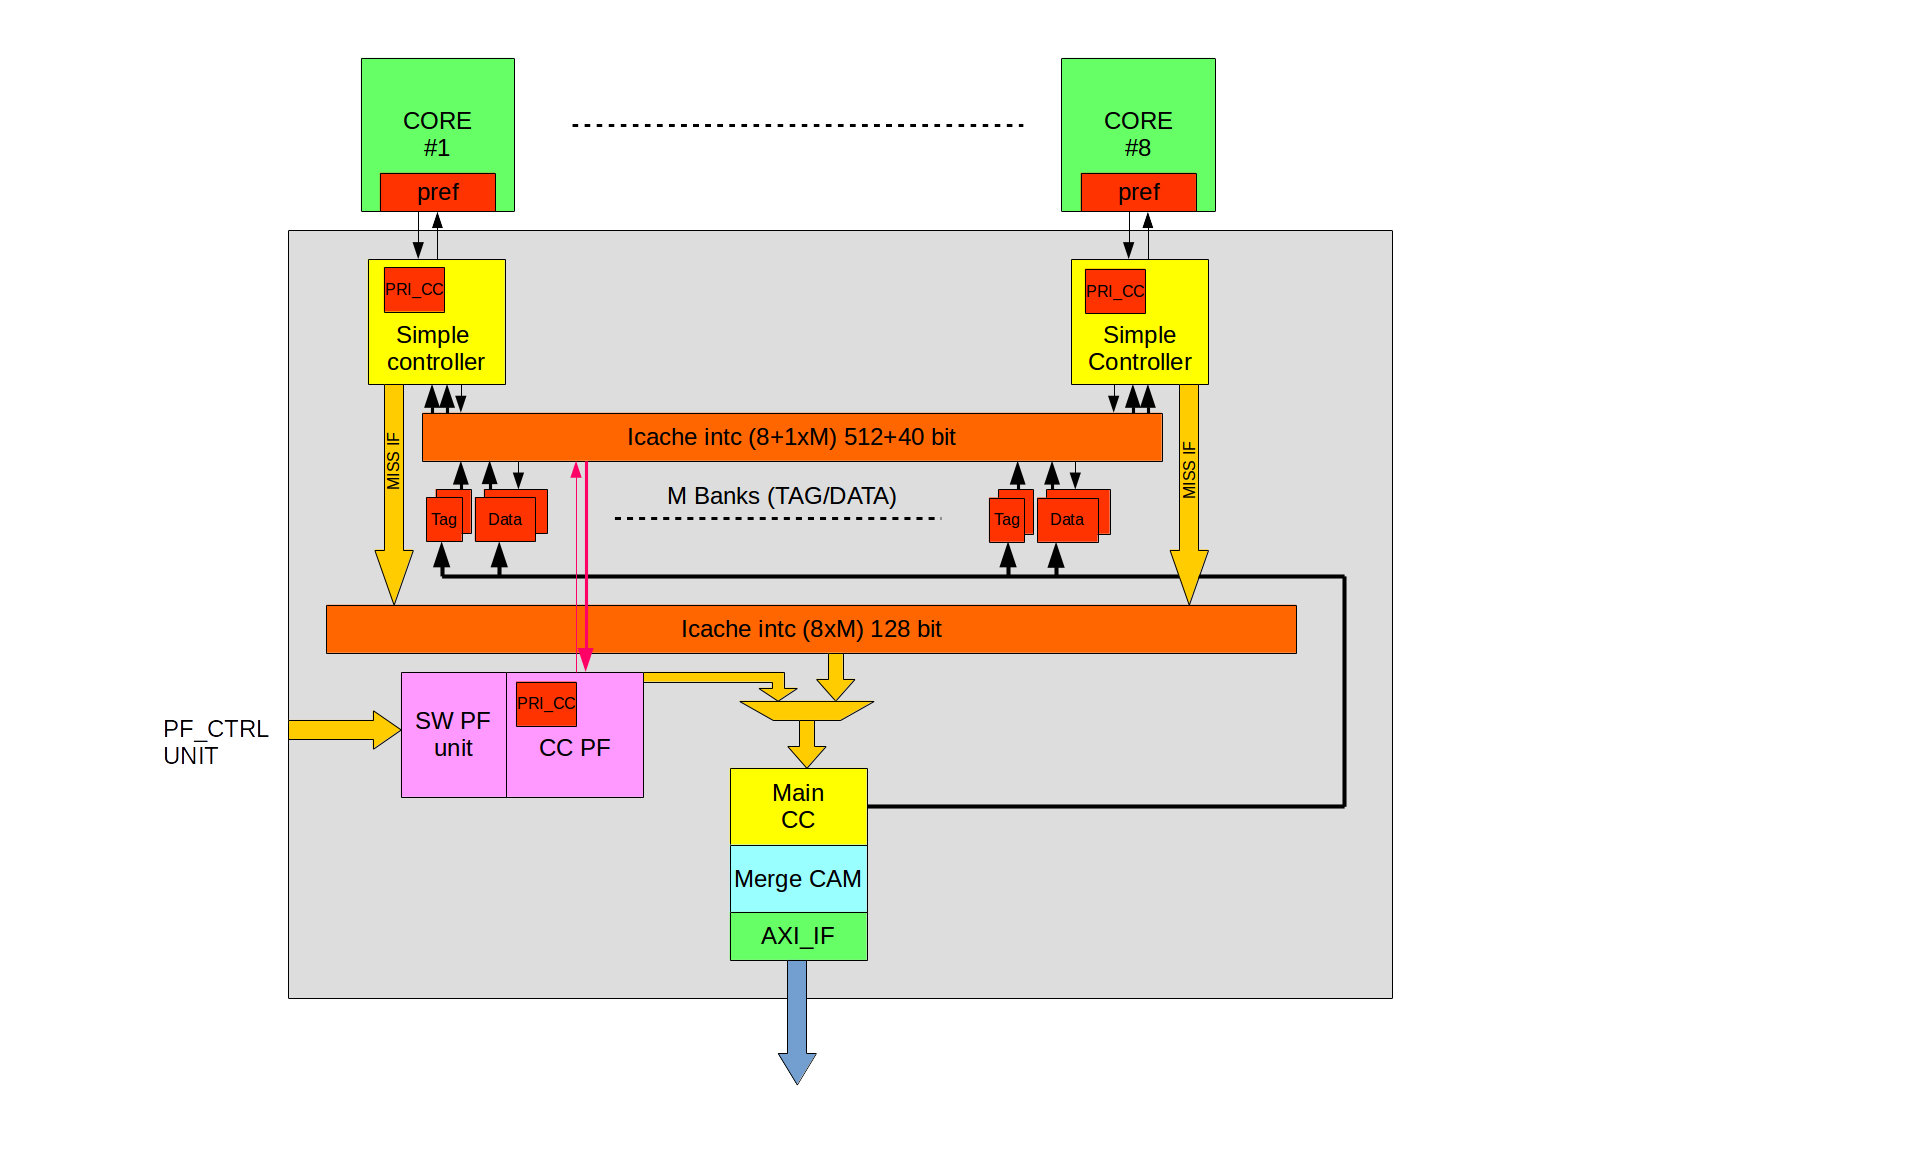 CORE
#1
pref
CORE
#8
pref
PRI_CC
Simple
controller
PRI_CC
Simple
Controller
MISS IF
Icache intc (8+1xM) 512+40 bit
MISS IF
M Banks (TAG/DATA)
Tag
Data
Tag
Data
Icache intc (8xM) 128 bit
PF_CTRL
UNIT
SW PF
unit
PRI_CC
CC PF
Main
CC
Merge CAM
AXI_IF